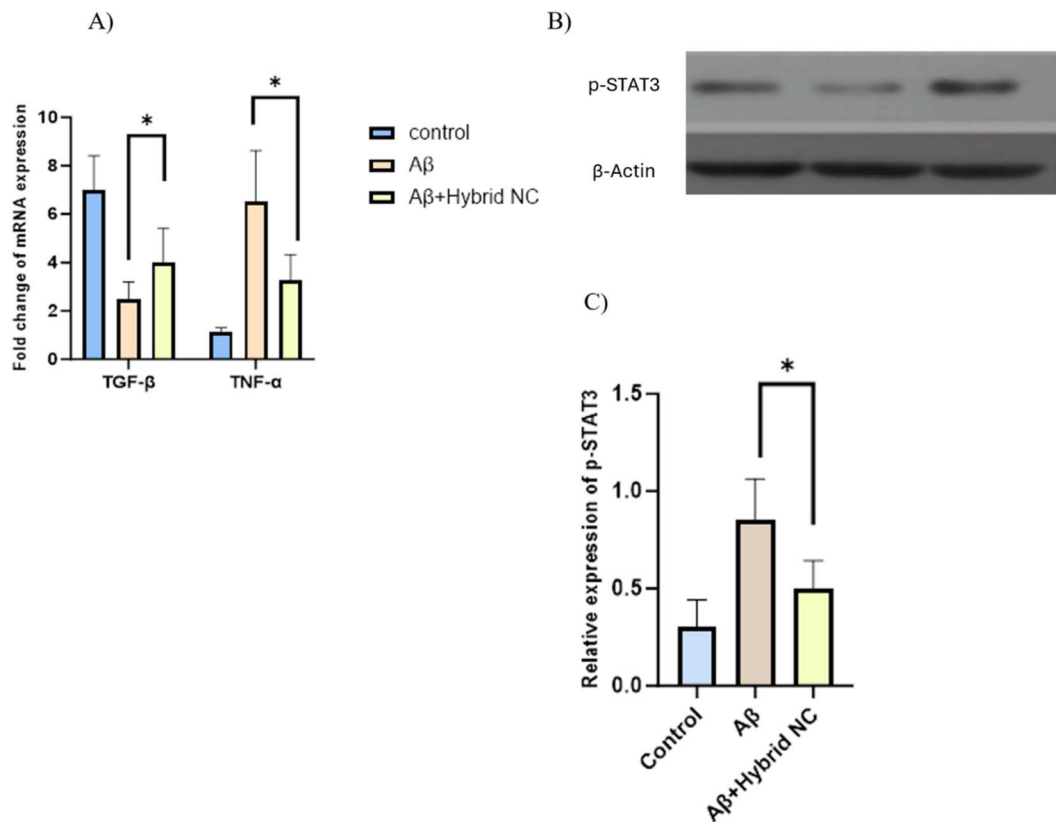 A)
Fold change of mRNA expression
10
8
6
4
2
0
*
*
TGF-β
TNF-α
control
Aβ
Aβ+Hybrid NC
B)
p-STAT3
β-Actin
C)
Relative expression of p-STAT3
1.5
1.0
0.5
0.0
*
Control
Aβ
Aβ+Hybrid NC